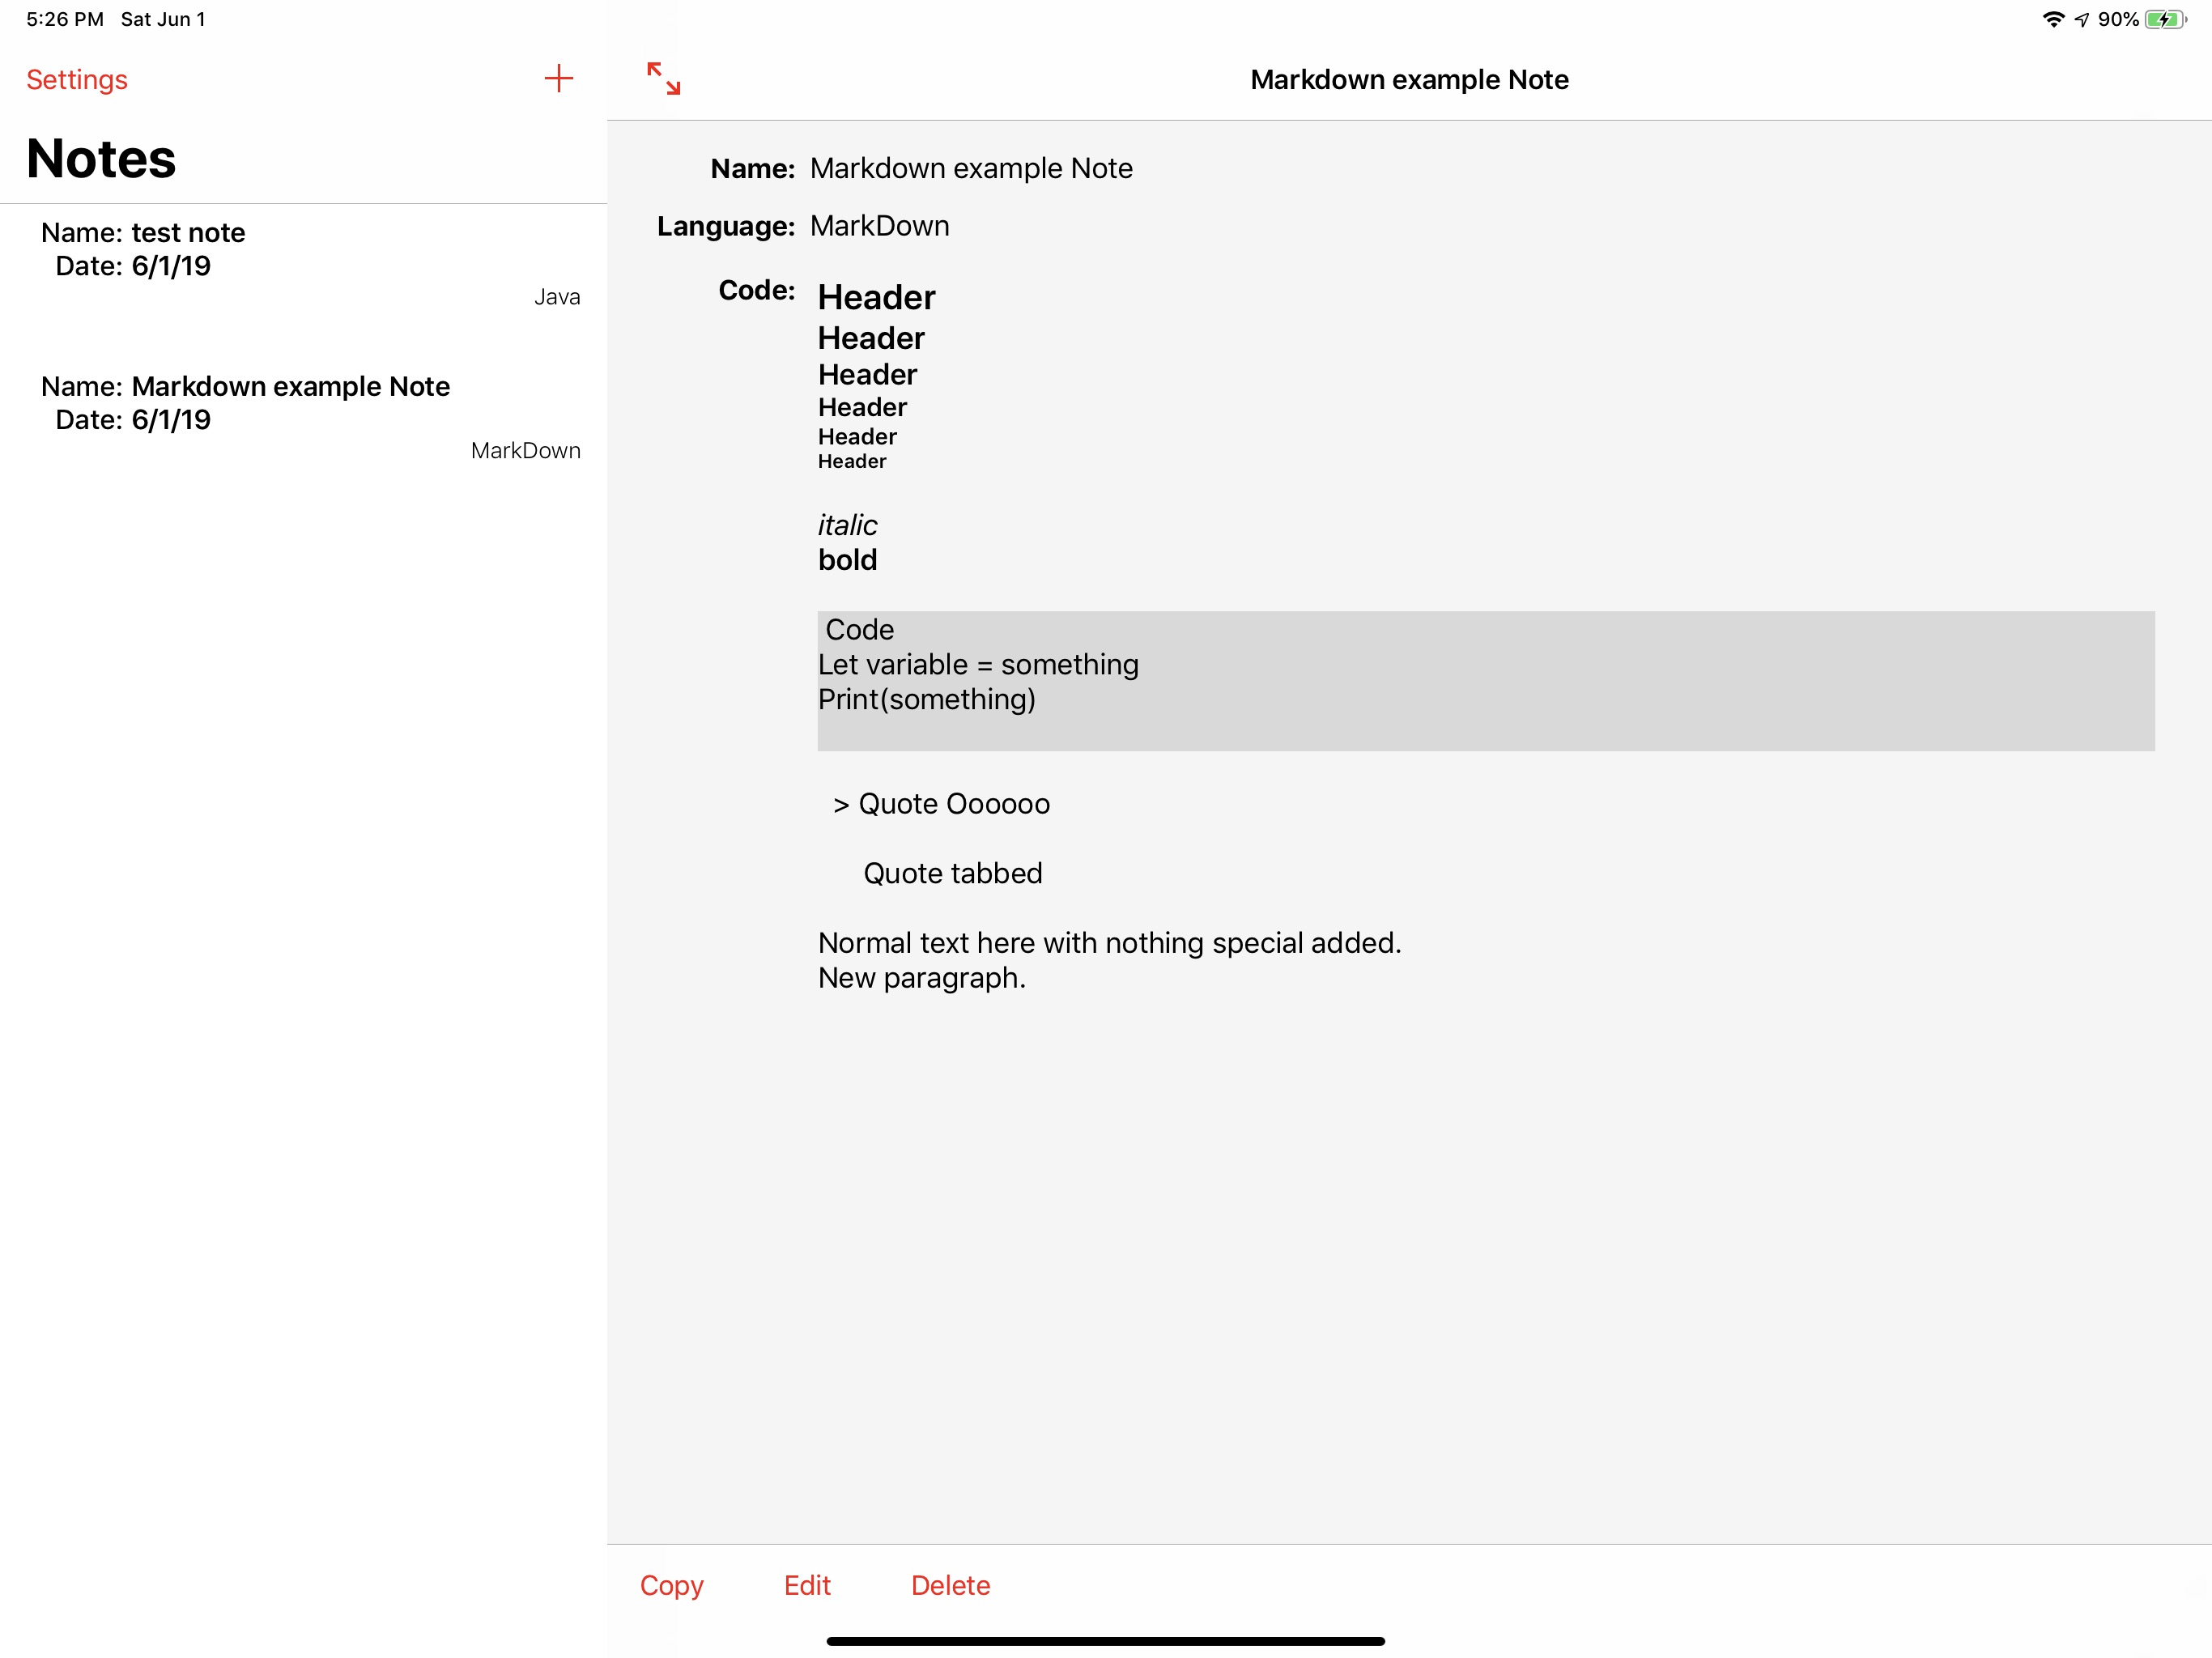 5:26 PM Sat Jun 1
90%
Settings
Notes
Name: test note
Date: 6/1/19
Java
Name: Markdown example Note
Date: 6/1/19
MarkDown
Markdown example Note
Name: Markdown example Note
Language: MarkDown
Code: Header
Header
Header
Header
Header
Header
italic
bold
Code
Let variable = something
Print(something)
> Quote Oooooo
Quote tabbed
Normal text here with nothing special added.
New paragraph.
Copy Edit Delete